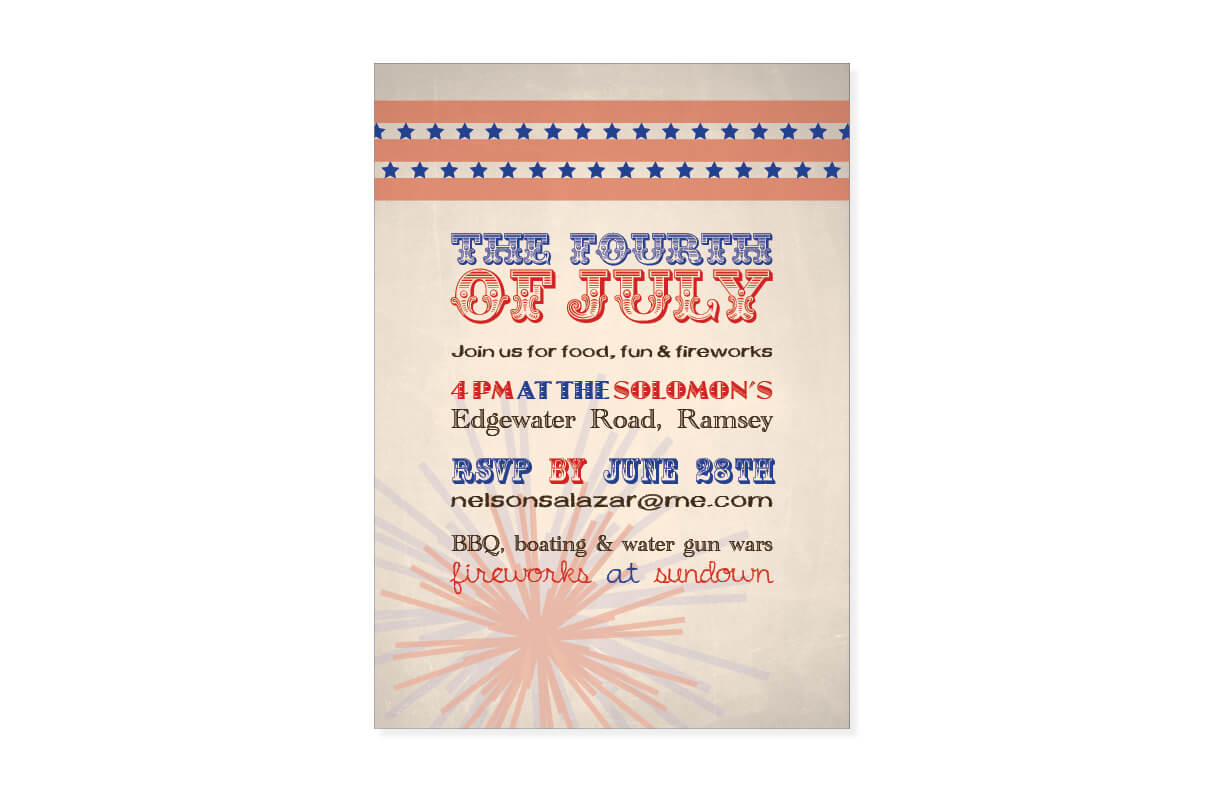 THE FOURTH
OF JULY
Join us for food, fun & fireworks
4 PM AT THE SOLOMON'S
Edgewater Road, Ramsey
RSVP BY JUNE 28TH
nelsonsalazar@me.com
BBQ, boating & water gun wars
fireworks at sundown